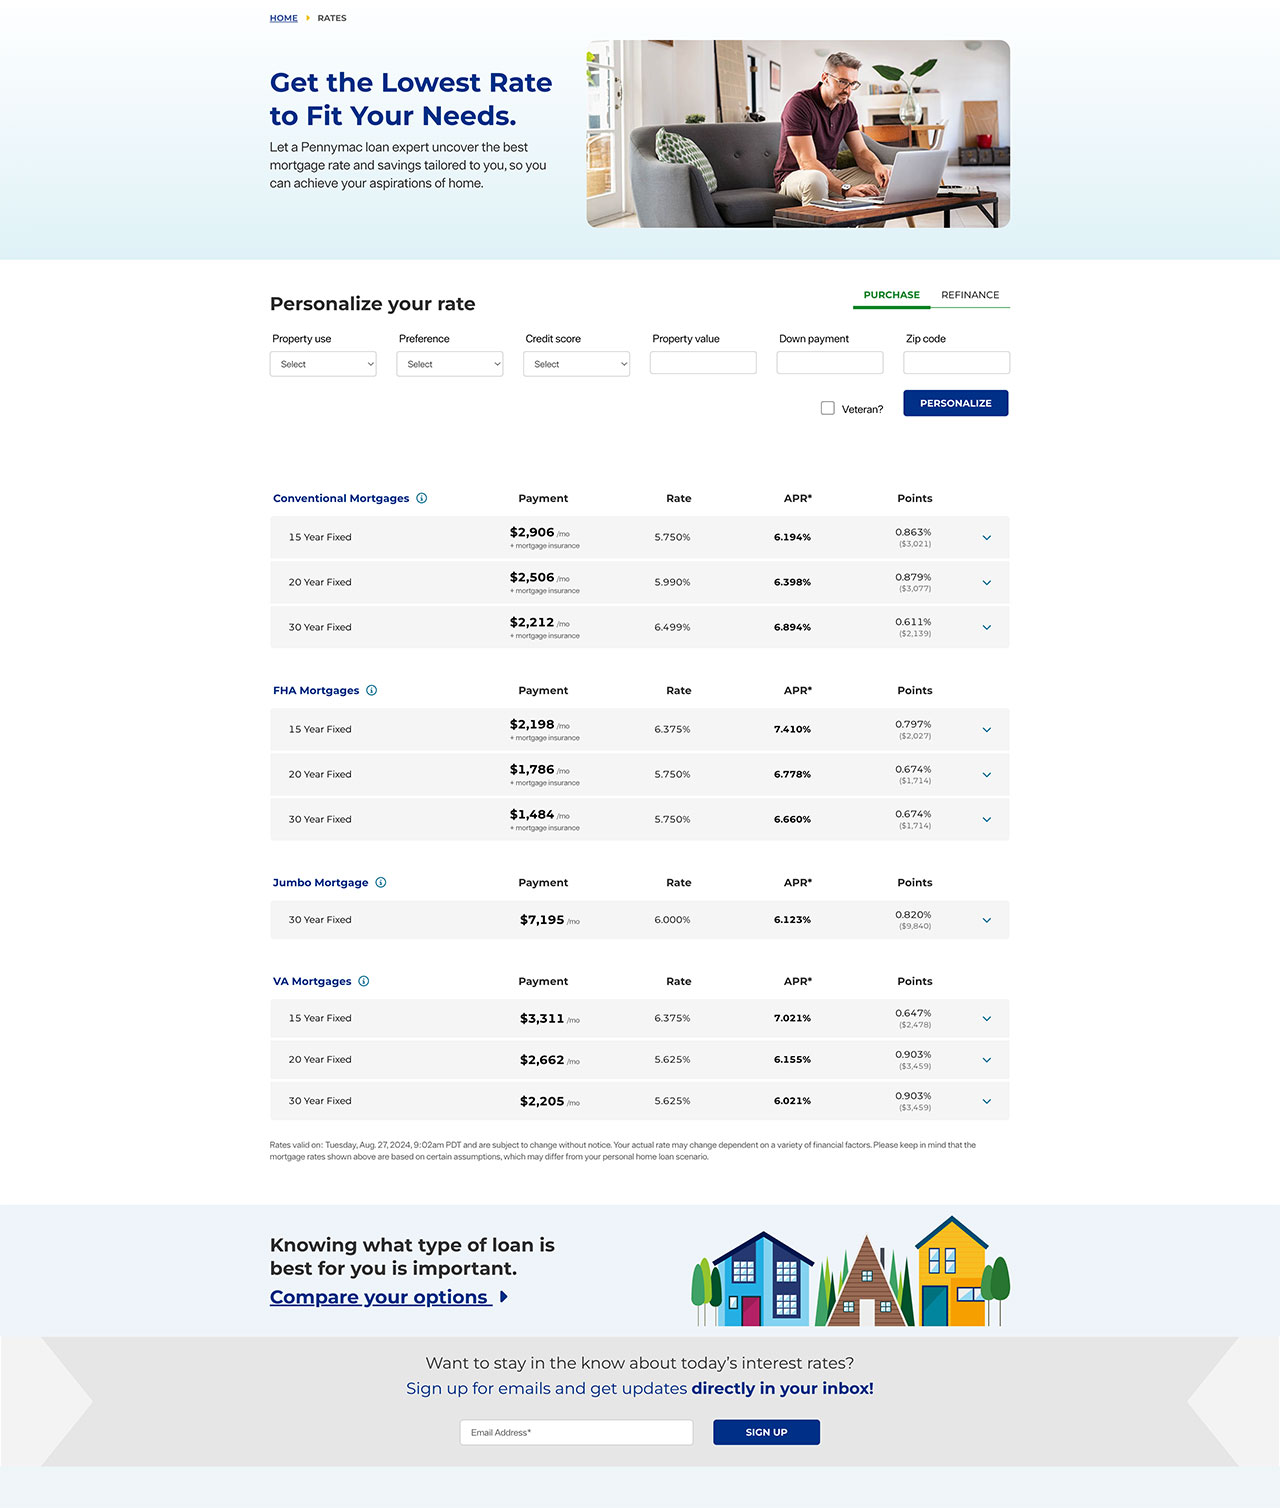 HOME RATES
Get the Lowest Rate
to Fit Your Needs.
Let a Pennymac loan expert uncover the best
mortgage rate and savings tailored to you, so you
can achieve your aspirations of home.
Personalize your rate
PURCHASE REFINANCE
Property use Preference Credit score Property value Down payment Zip code
Select Select Select
Veteran? PERSONALIZE
Conventional Mortgages Payment Rate APR* Points
15 Year Fixed $2,906 /mo 5.750% 6.194% 0.863%
+ mortgage insurance ($3,021)
20 Year Fixed $2,506 /mo 5.990% 6.398% 0.879%
+ mortgage insurance ($3,077)
30 Year Fixed $2,212 /mo 6.499% 6.894% 0.611%
+ mortgage insurance ($2,139)
FHA Mortgages Payment Rate APR* Points
15 Year Fixed $2,198 /mo 6.375% 7.410% 0.797%
+ mortgage insurance ($2,027)
20 Year Fixed $1,786 /mo 5.750% 6.778% 0.674%
+ mortgage insurance ($1,714)
30 Year Fixed $1,484 /mo 5.750% 6.660% 0.674%
+ mortgage insurance ($1,714)
Jumbo Mortgage Payment Rate APR* Points
30 Year Fixed $7,195 /mo 6.000% 6.123% 0.820%
($9,840)
VA Mortgages Payment Rate APR* Points
15 Year Fixed $3,311 /mo 6.375% 7.021% 0.647%
($2,478)
20 Year Fixed $2,662 /mo 5.625% 6.155% 0.903%
($3,459)
30 Year Fixed $2,205 /mo 5.625% 6.021% 0.903%
($3,459)
Rates valid on: Tuesday, Aug. 27, 2024, 9:02am PDT and are subject to change without notice. Your actual rate may change dependent on a variety of financial factors. Please keep in mind that the
mortgage rates shown above are based on certain assumptions, which may differ from your personal home loan scenario.
Knowing what type of loan is
best for you is important.
Compare your options
Want to stay in the know about today's interest rates?
Sign up for emails and get updates directly in your inbox!
Email Address* SIGN UP